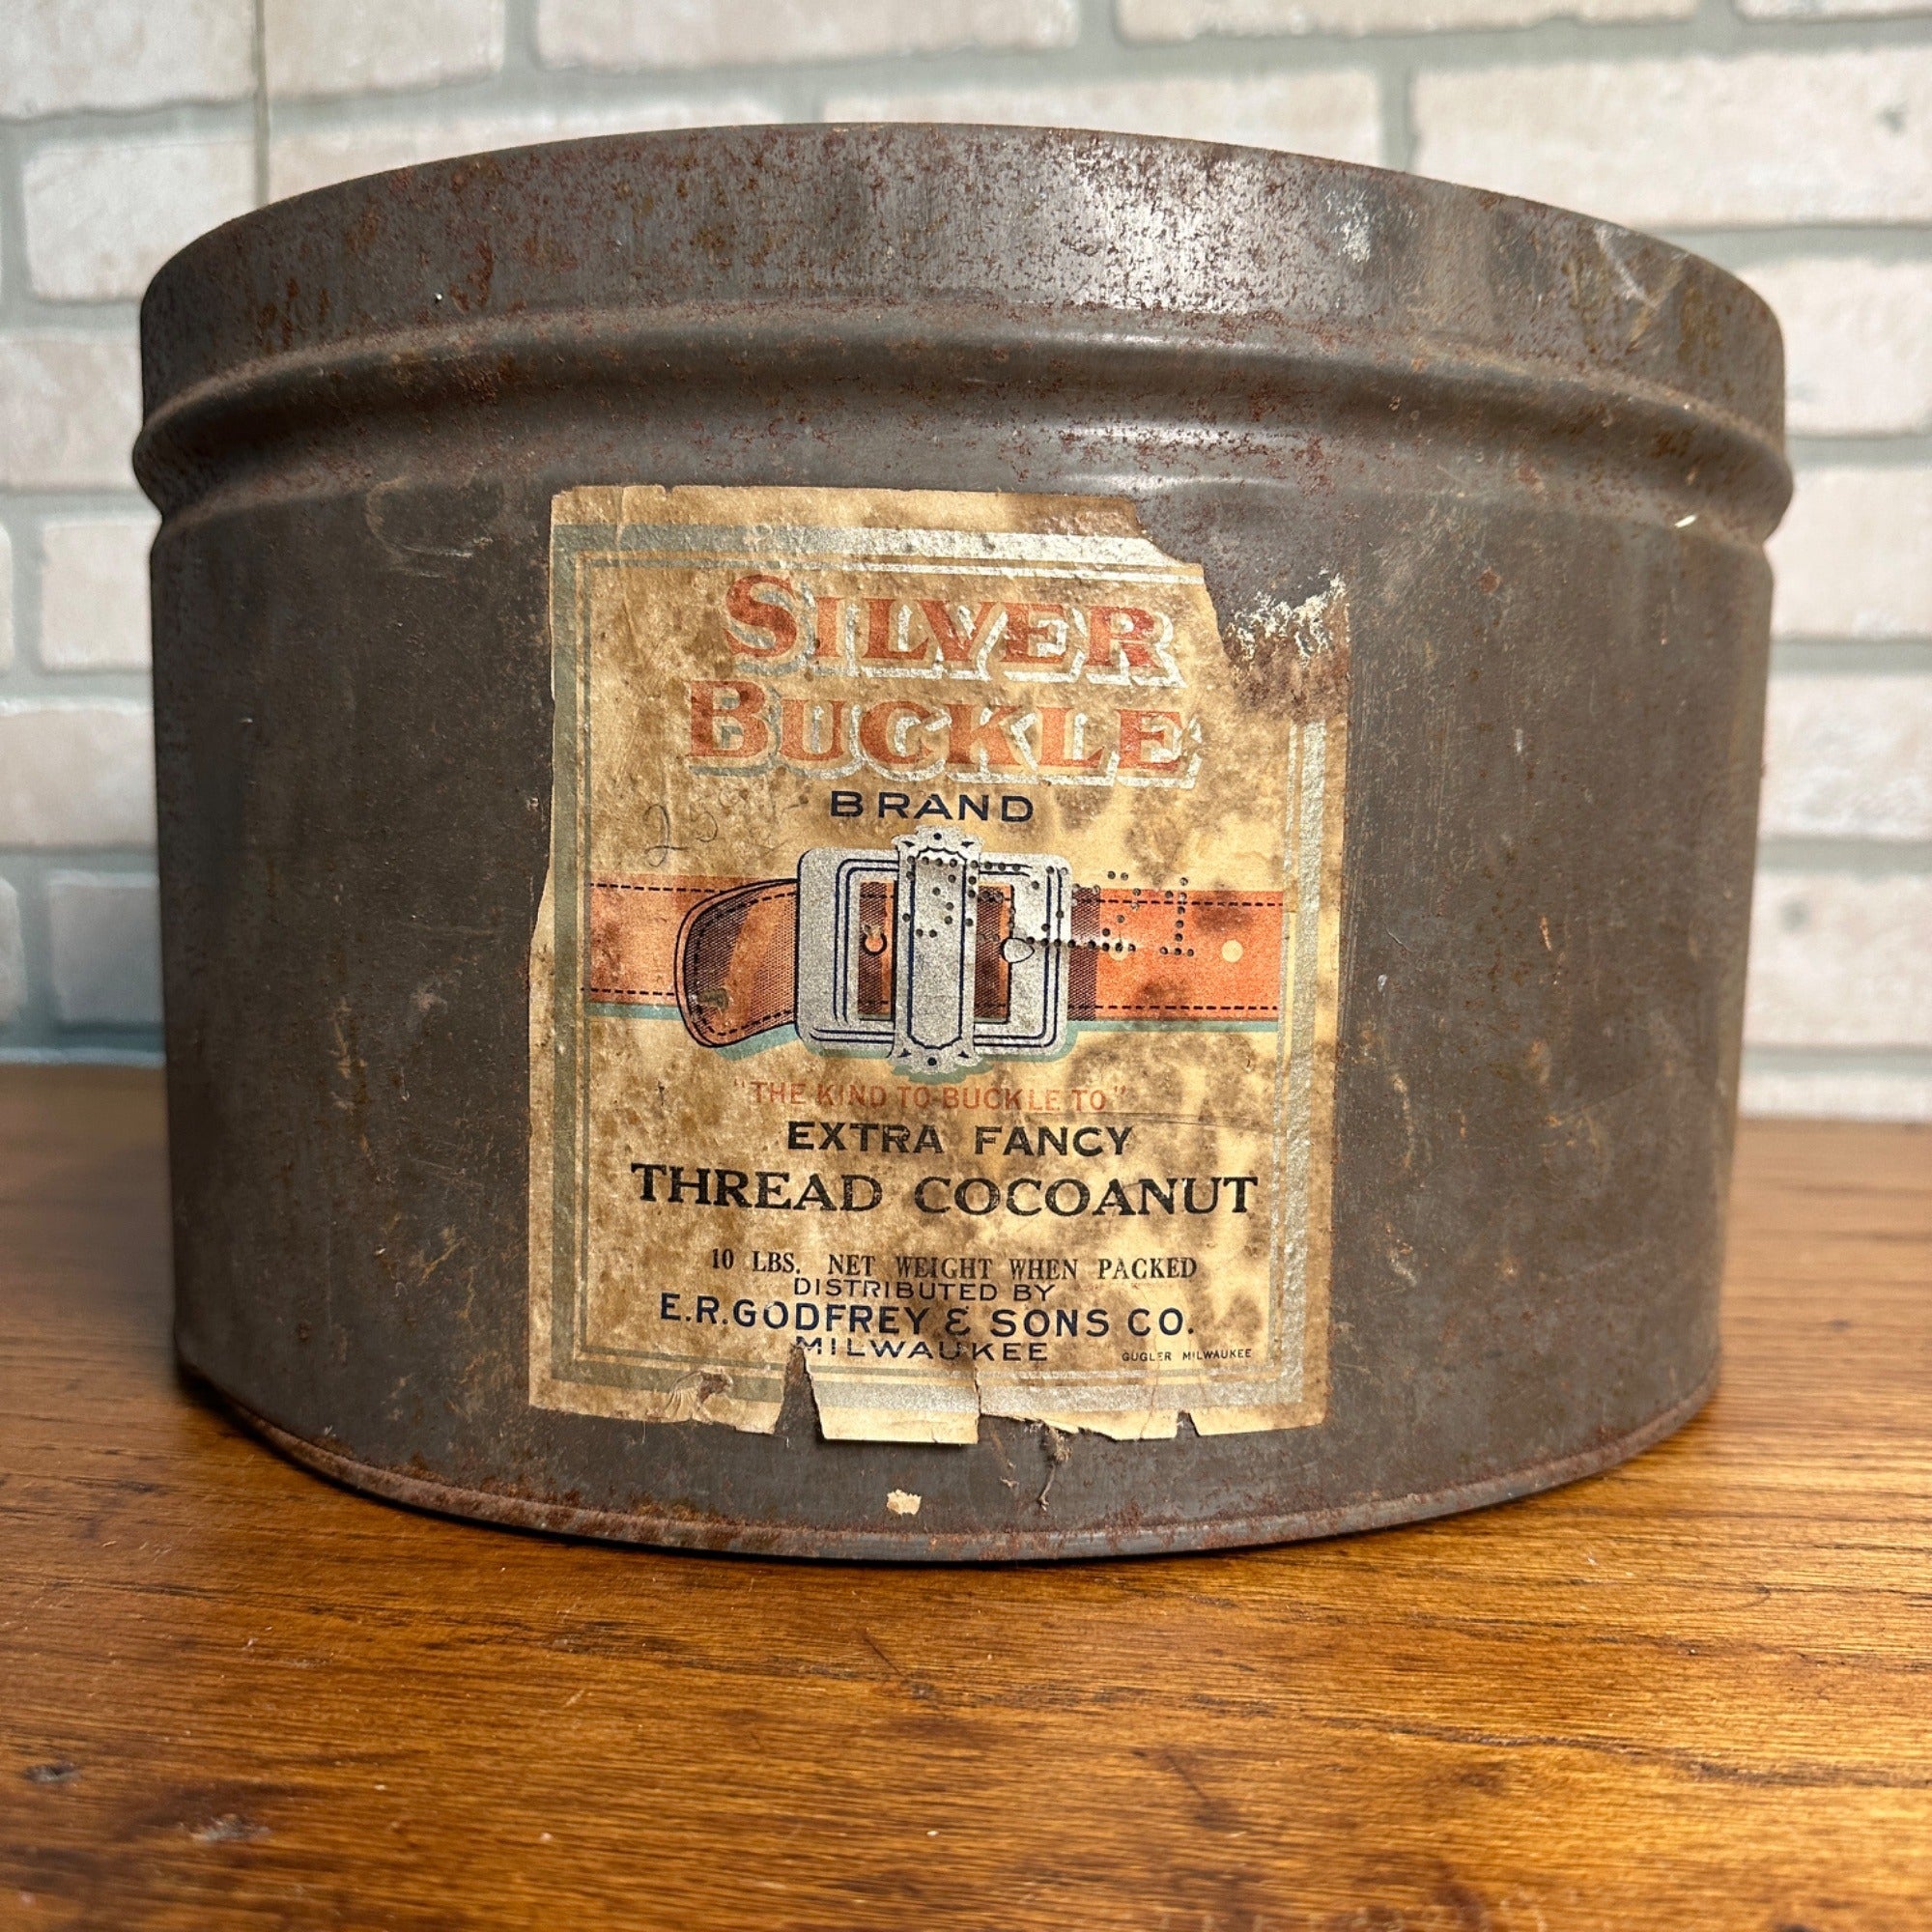 SILVER
BUCKLE
BRAND
"THE KIND TO BUCKLE TO"
EXTRA FANCY
THREAD COCOANUT
10 LBS. NET WEIGHT WHEN PACKED
DISTRIBUTED BY
E.R. GODFREY & SONS CO.
MILWAUKEE
GUGLER MILWAUKEE